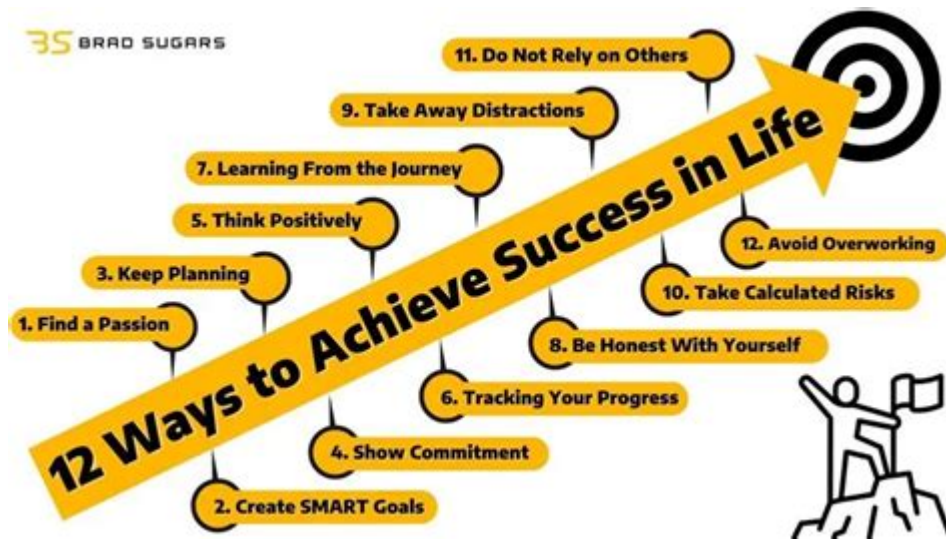 BS BRAD SUGARS
12 Ways to Achieve Success in Life
1. Find a Passion
2. Create SMART Goals
3. Keep Planning
4. Show Commitment
5. Think Positively
6. Tracking Your Progress
7. Learning From the Journey
8. Be Honest With Yourself
9. Take Away Distractions
10. Take Calculated Risks
11. Do Not Rely on Others
12. Avoid Overworking